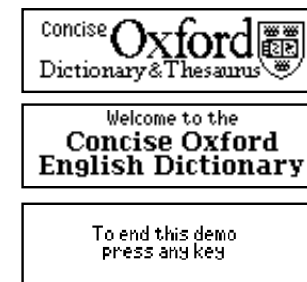 Concise
Oxford
Dictionary & Thesaurus
Welcome to the
Concise Oxford
English Dictionary
To end this demo
press any key